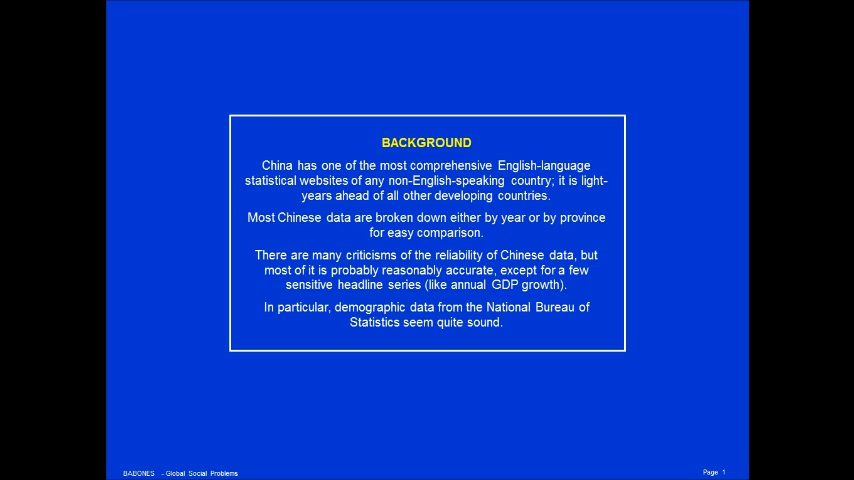 BACKGROUND
China has one of the most comprehensive English-language
statistical websites of any non-English-speaking country; it is light-
years ahead of all other developing countries.
Most Chinese data are broken down either by year or by province
for easy comparison.
There are many criticisms of the reliability of Chinese data, but
most of it is probably reasonably accurate, except for a few
sensitive headline series (like annual GDP growth).
In particular, demographic data from the National Bureau of
Statistics seem quite sound.
BABONES - Global Social Problems
Page 1